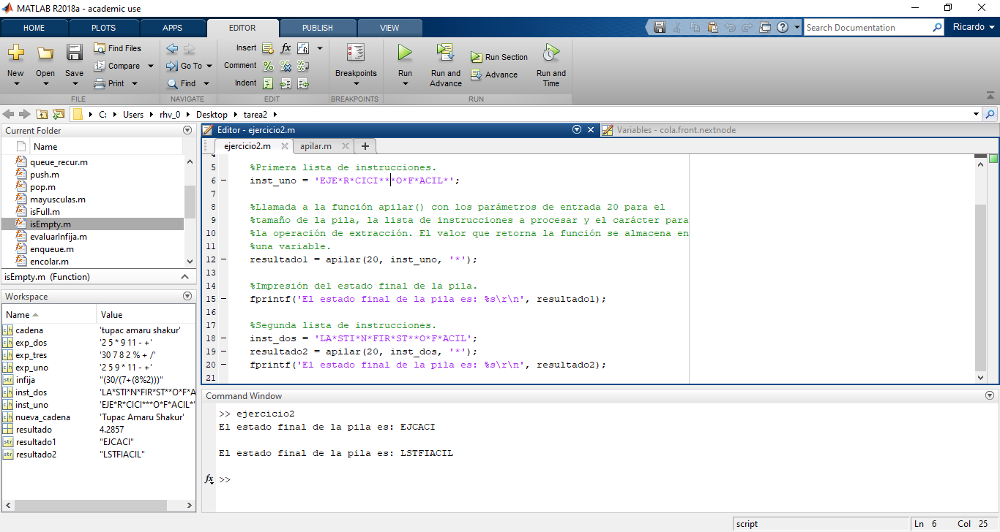 MATLAB R2018a - academic use
HOME PLOTS APPS EDITOR PUBLISH VIEW
Search Documentation
Ricardo
New
Open
Save
Find Files
Compare
Print
FILE
Go To
Find
NAVIGATE
Insert
Comment
Indent
EDIT
Breakpoints
BREAKPOINTS
Run
Run and
Advance
Run Section
Advance
Run and
Time
RUN
C: Users rhv_0 Desktop tarea2
Current Folder
Name
queue_recur.m
push.m
pop.m
mayusculas.m
isFull.m
isEmpty.m
evaluarInfija.m
enqueue.m
encolar.m
isEmpty.m (Function)
Workspace
Name Value
cadena 'tupac amaru shakur'
exp_dos '2 5 * 9 11 - +'
exp_tres '30 7 8 2 % + /'
exp_uno '2 5 9 * 11 - +'
infija "(30/(7+(8%2)))"
inst_dos 'LA*STI*N*FIR*ST**O*F*A
inst_uno 'EJE*R*CICI***O*F*ACIL*'
nueva_cadena 'Tupac Amaru Shakur'
resultado 4.2857
resultado1 "EJCACI"
resultado2 "LSTFIACIL"
Editor - ejercicio2.m
Variables - cola.front.nextnode
ejercicio2.m apilar.m +
4
5 %Primera lista de instrucciones.
6 – inst_uno = 'EJE*R*CICI***O*F*ACIL*';
7
8 %Llamada a la función apilar() con los parámetros de entrada 20 para el
9 %tamaño de la pila, la lista de instrucciones a procesar y el carácter para
10 %la operación de extracción. El valor que retorna la función se almacena en
11 %una variable.
12 – resultado1 = apilar(20, inst_uno, '*');
13
14 %Impresión del estado final de la pila.
15 – fprintf('El estado final de la pila es: %s\r\n', resultado1);
16
17 %Segunda lista de instrucciones.
18 – inst_dos = 'LA*STI*N*FIR*ST**O*F*ACIL';
19 – resultado2 = apilar(20, inst_dos, '*');
20 – fprintf('El estado final de la pila es: %s\r\n', resultado2);
21
Command Window
>> ejercicio2
El estado final de la pila es: EJCACI
El estado final de la pila es: LSTFIACIL
fx >>
script
Ln 6 Col 25